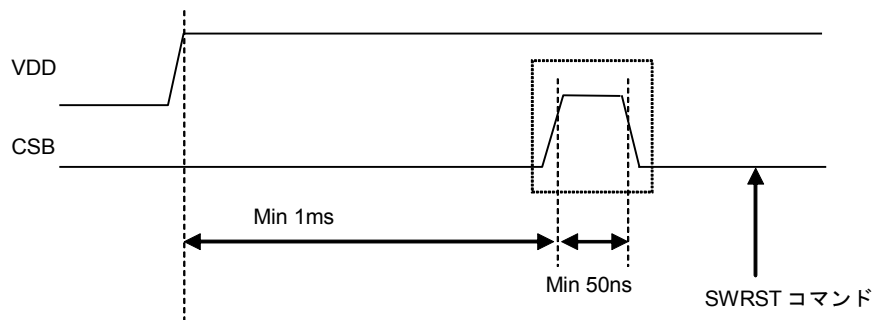 VDD
CSB
Min 1ms
Min 50ns
SWRST コマンド